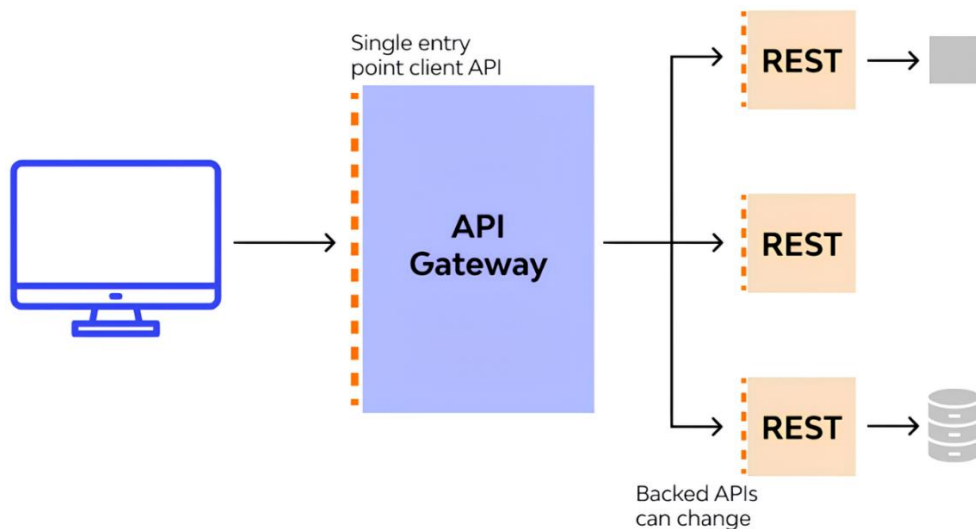 Single entry
point client API
API
Gateway
REST
REST
REST
Backed APIs
can change